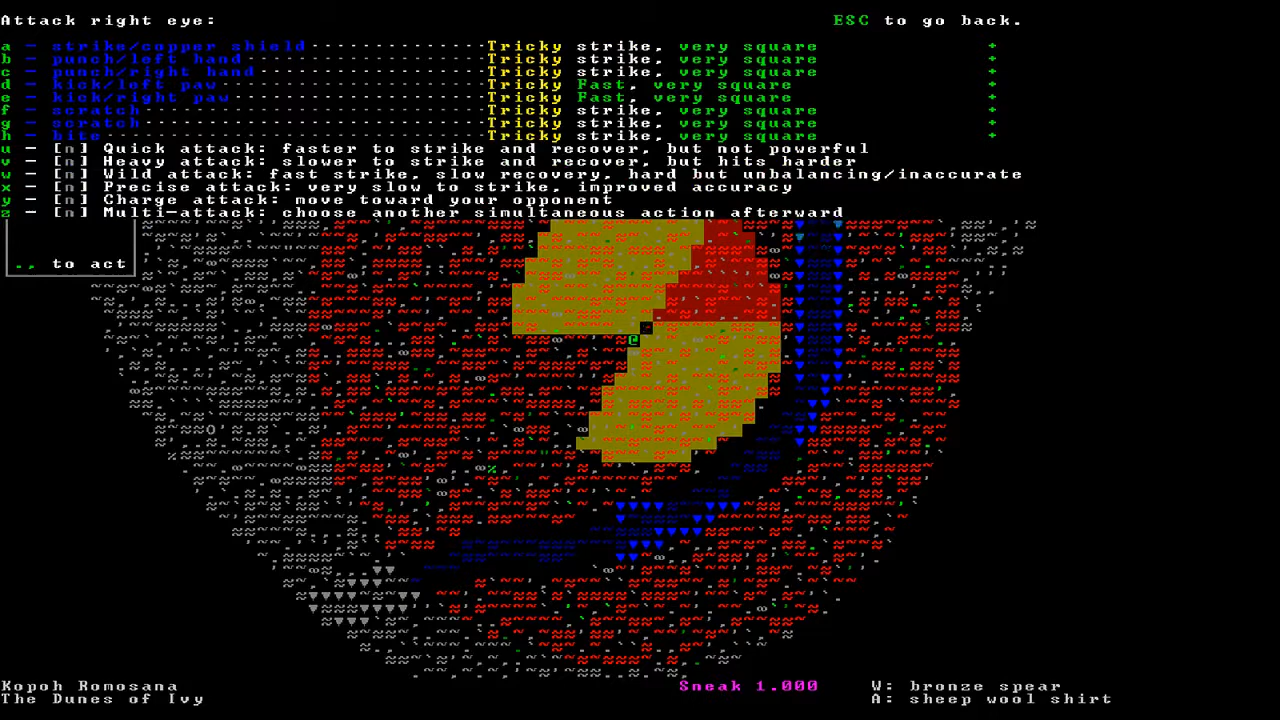 Attack right eye: ESC to go back.
a - strike/copper shield Tricky strike, very square +
b - punch/left hand Tricky strike, very square +
c - punch/right hand Tricky strike, very square +
d - kick/left paw Tricky Fast, very square +
e - kick/right paw Tricky Fast, very square +
f - scratch Tricky strike, very square +
g - scratch Tricky strike, very square +
h - bite Tricky strike, very square +
u - [n] Quick attack: faster to strike and recover, but not powerful
v - [n] Heavy attack: slower to strike and recover, but hits harder
w - [n] Wild attack: fast strike, slow recovery, hard but unbalancing/inaccurate
x - [n] Precise attack: very slow to strike, improved accuracy
y - [n] Charge attack: move toward your opponent
z - [n] Multi-attack: choose another simultaneous action afterward
., to act
Kopoh Romosana Sneak 1.000 W: bronze spear
The Dunes of Ivy A: sheep wool shirt